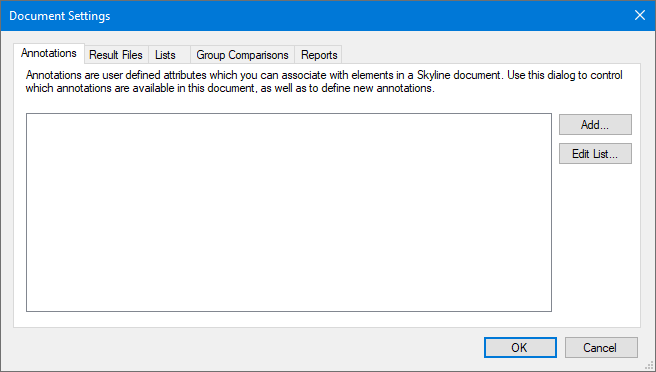 Document Settings
Annotations Result Files Lists Group Comparisons Reports
Annotations are user defined attributes which you can associate with elements in a Skyline document. Use this dialog to control
which annotations are available in this document, as well as to define new annotations.
Add...
Edit List...
OK Cancel